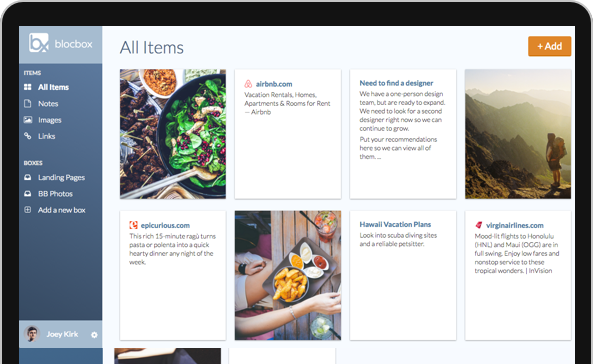 blocbox
All Items
+ Add
ITEMS
All Items
Notes
Images
Links
BOXES
Landing Pages
BB Photos
Add a new box
Joey Kirk
airbnb.com
Vacation Rentals, Homes,
Apartments & Rooms for Rent
— Airbnb
Need to find a designer
We have a one-person design
team, but are ready to expand.
We need to look for a second
designer right now so we can
continue to grow.
Put your recommendations
here so we can view all of
them. ...
epicurious.com
This rich 15-minute ragù turns
pasta or polenta into a quick
hearty dinner any night of the
week.
Hawaii Vacation Plans
Look into scuba diving sites
and a reliable petsitter.
virginairlines.com
Mood-lit flights to Honolulu
(HNL) and Maui (OGG) are in
full swing. Enjoy low fares and
nonstop service to these
tropical wonders. | InVision